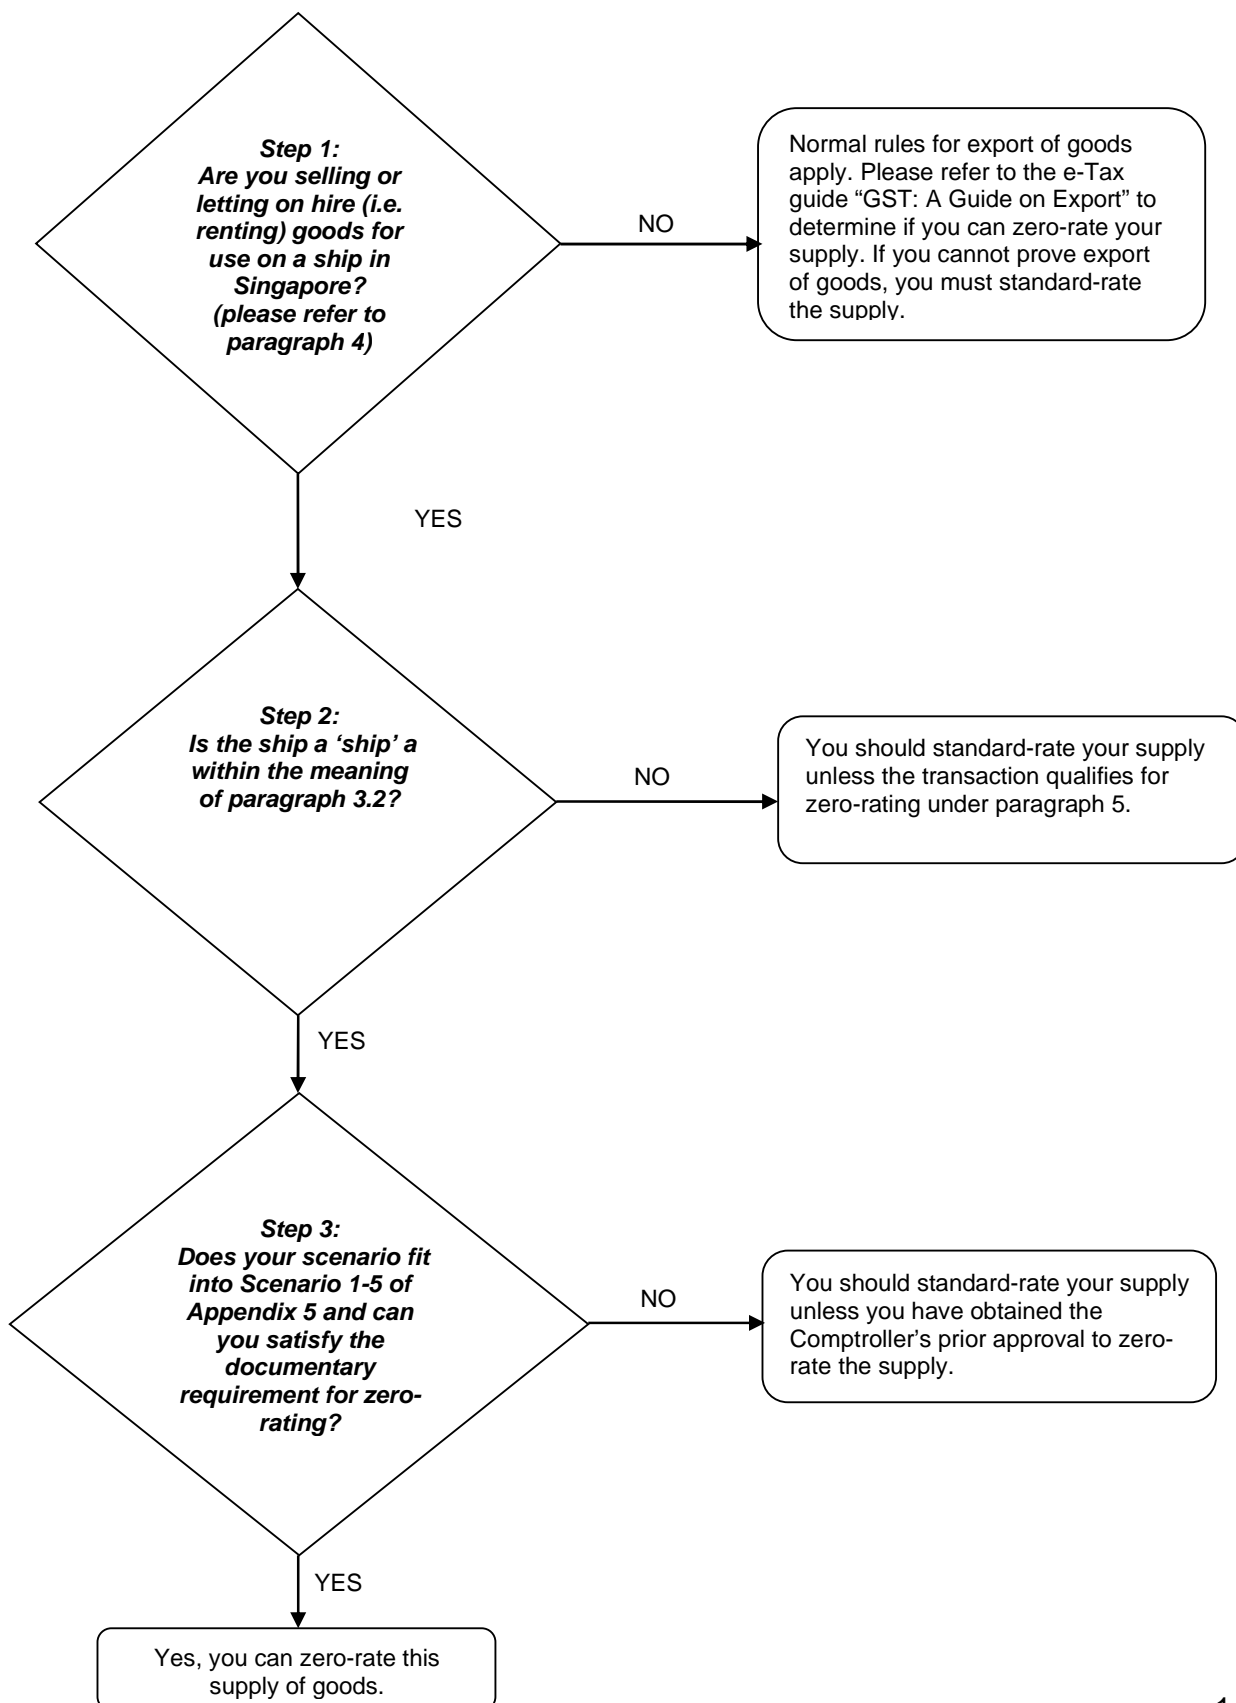 Step 1:
Are you selling or
letting on hire (i.e.
renting) goods for
use on a ship in
Singapore?
(please refer to
paragraph 4)
NO
Normal rules for export of goods
apply. Please refer to the e-Tax
guide “GST: A Guide on Export” to
determine if you can zero-rate your
supply. If you cannot prove export
of goods, you must standard-rate
the supply.
YES
Step 2:
Is the ship a ‘ship’ a
within the meaning
of paragraph 3.2?
NO
You should standard-rate your supply
unless the transaction qualifies for
zero-rating under paragraph 5.
YES
Step 3:
Does your scenario fit
into Scenario 1-5 of
Appendix 5 and can
you satisfy the
documentary
requirement for zero-
rating?
NO
You should standard-rate your supply
unless you have obtained the
Comptroller’s prior approval to zero-
rate the supply.
YES
Yes, you can zero-rate this
supply of goods.